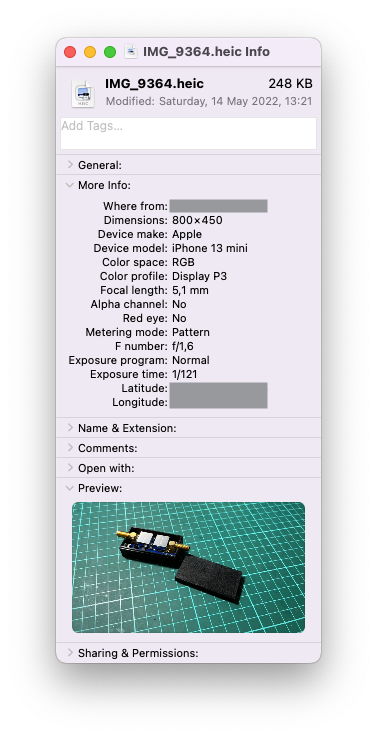 IMG_9364.heic Info
HEIC
IMG_9364.heic 248 KB
Modified: Saturday, 14 May 2022, 13:21
Add Tags...
General:
More Info:
Where from:
Dimensions: 800×450
Device make: Apple
Device model: iPhone 13 mini
Color space: RGB
Color profile: Display P3
Focal length: 5,1 mm
Alpha channel: No
Red eye: No
Metering mode: Pattern
F number: f/1,6
Exposure program: Normal
Exposure time: 1/121
Latitude:
Longitude:
Name & Extension:
Comments:
Open with:
Preview:
Sharing & Permissions: